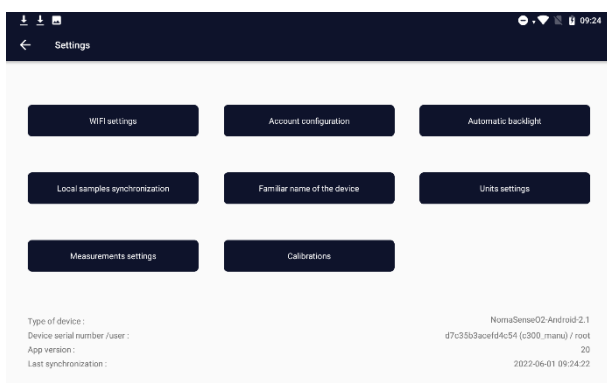 09:24
Settings
WIFI settings Account configuration Automatic backlight
Local samples synchronization Familiar name of the device Units settings
Measurements settings Calibrations
Type of device : NomaSenseO2-Android-2.1
Device serial number /user : d7c35b3acefd4c54 (c300_manu) / root
App version : 20
Last synchronization : 2022-06-01 09:24:22